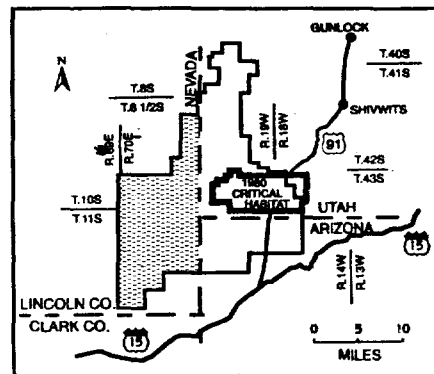 GUNLOCK
T.40S
T.41S
N
NEVADA
T.8S
T.8 1/2S
SHIVWITS
R.70E
R.19W
R.18W
91
T.42S
T.43S
1980
CRITICAL
HABITAT
T.10S
T.11S
UTAH
ARIZONA
15
R.14W
R.13W
LINCOLN CO.
CLARK CO.
15
0 5 10
MILES